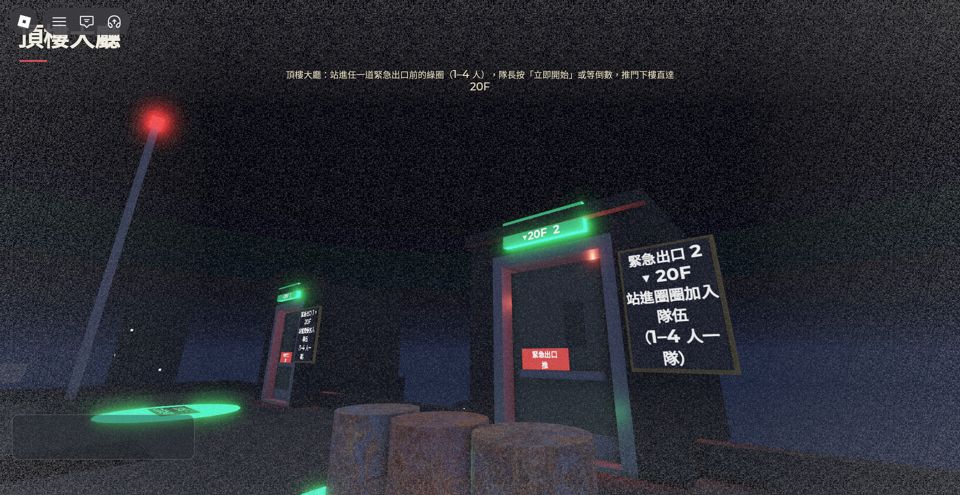 頂樓大廳
頂樓大廳：站進任一道緊急出口前的綠圈（1–4 人），隊長按「立即開始」或等倒數，推門下樓直達
20F
▼20F 2
緊急出口 2
▼ 20F
站進圈圈加入
隊伍
（1–4 人一
隊）
緊急出口
推
20F